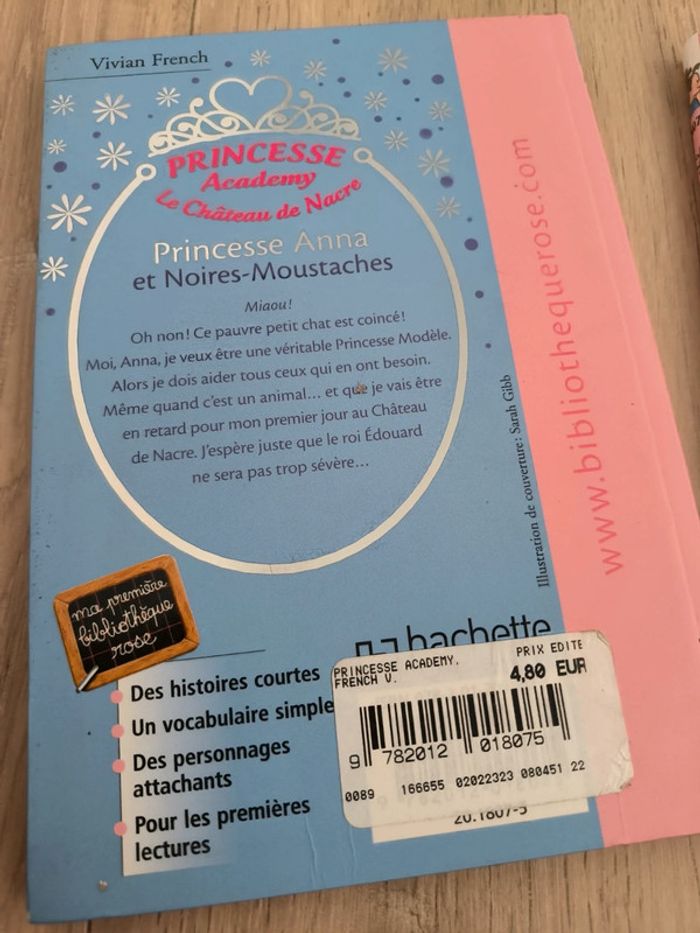 Vivian French
PRINCESSE
Academy
Le Château de Nacre
Princesse Anna
et Noires-Moustaches
Miaou!
Oh non! Ce pauvre petit chat est coincé!
Moi, Anna, je veux être une véritable Princesse Modèle.
Alors je dois aider tous ceux qui en ont besoin.
Même quand c'est un animal... et que je vais être
en retard pour mon premier jour au Château
de Nacre. J'espère juste que le roi Édouard
ne sera pas trop sévère...
Illustration de couverture: Sarah Gibb
www.bibliothequerose.com
ma première
bibliothèque
rose
hachette
Des histoires courtes
Un vocabulaire simple
Des personnages
attachants
Pour les premières
lectures
PRINCESSE ACADEMY.
FRENCH V.
PRIX EDITE
4,80 EUR
9 782012 018075
0089 166655 02022323 080451 22
20.1807-5